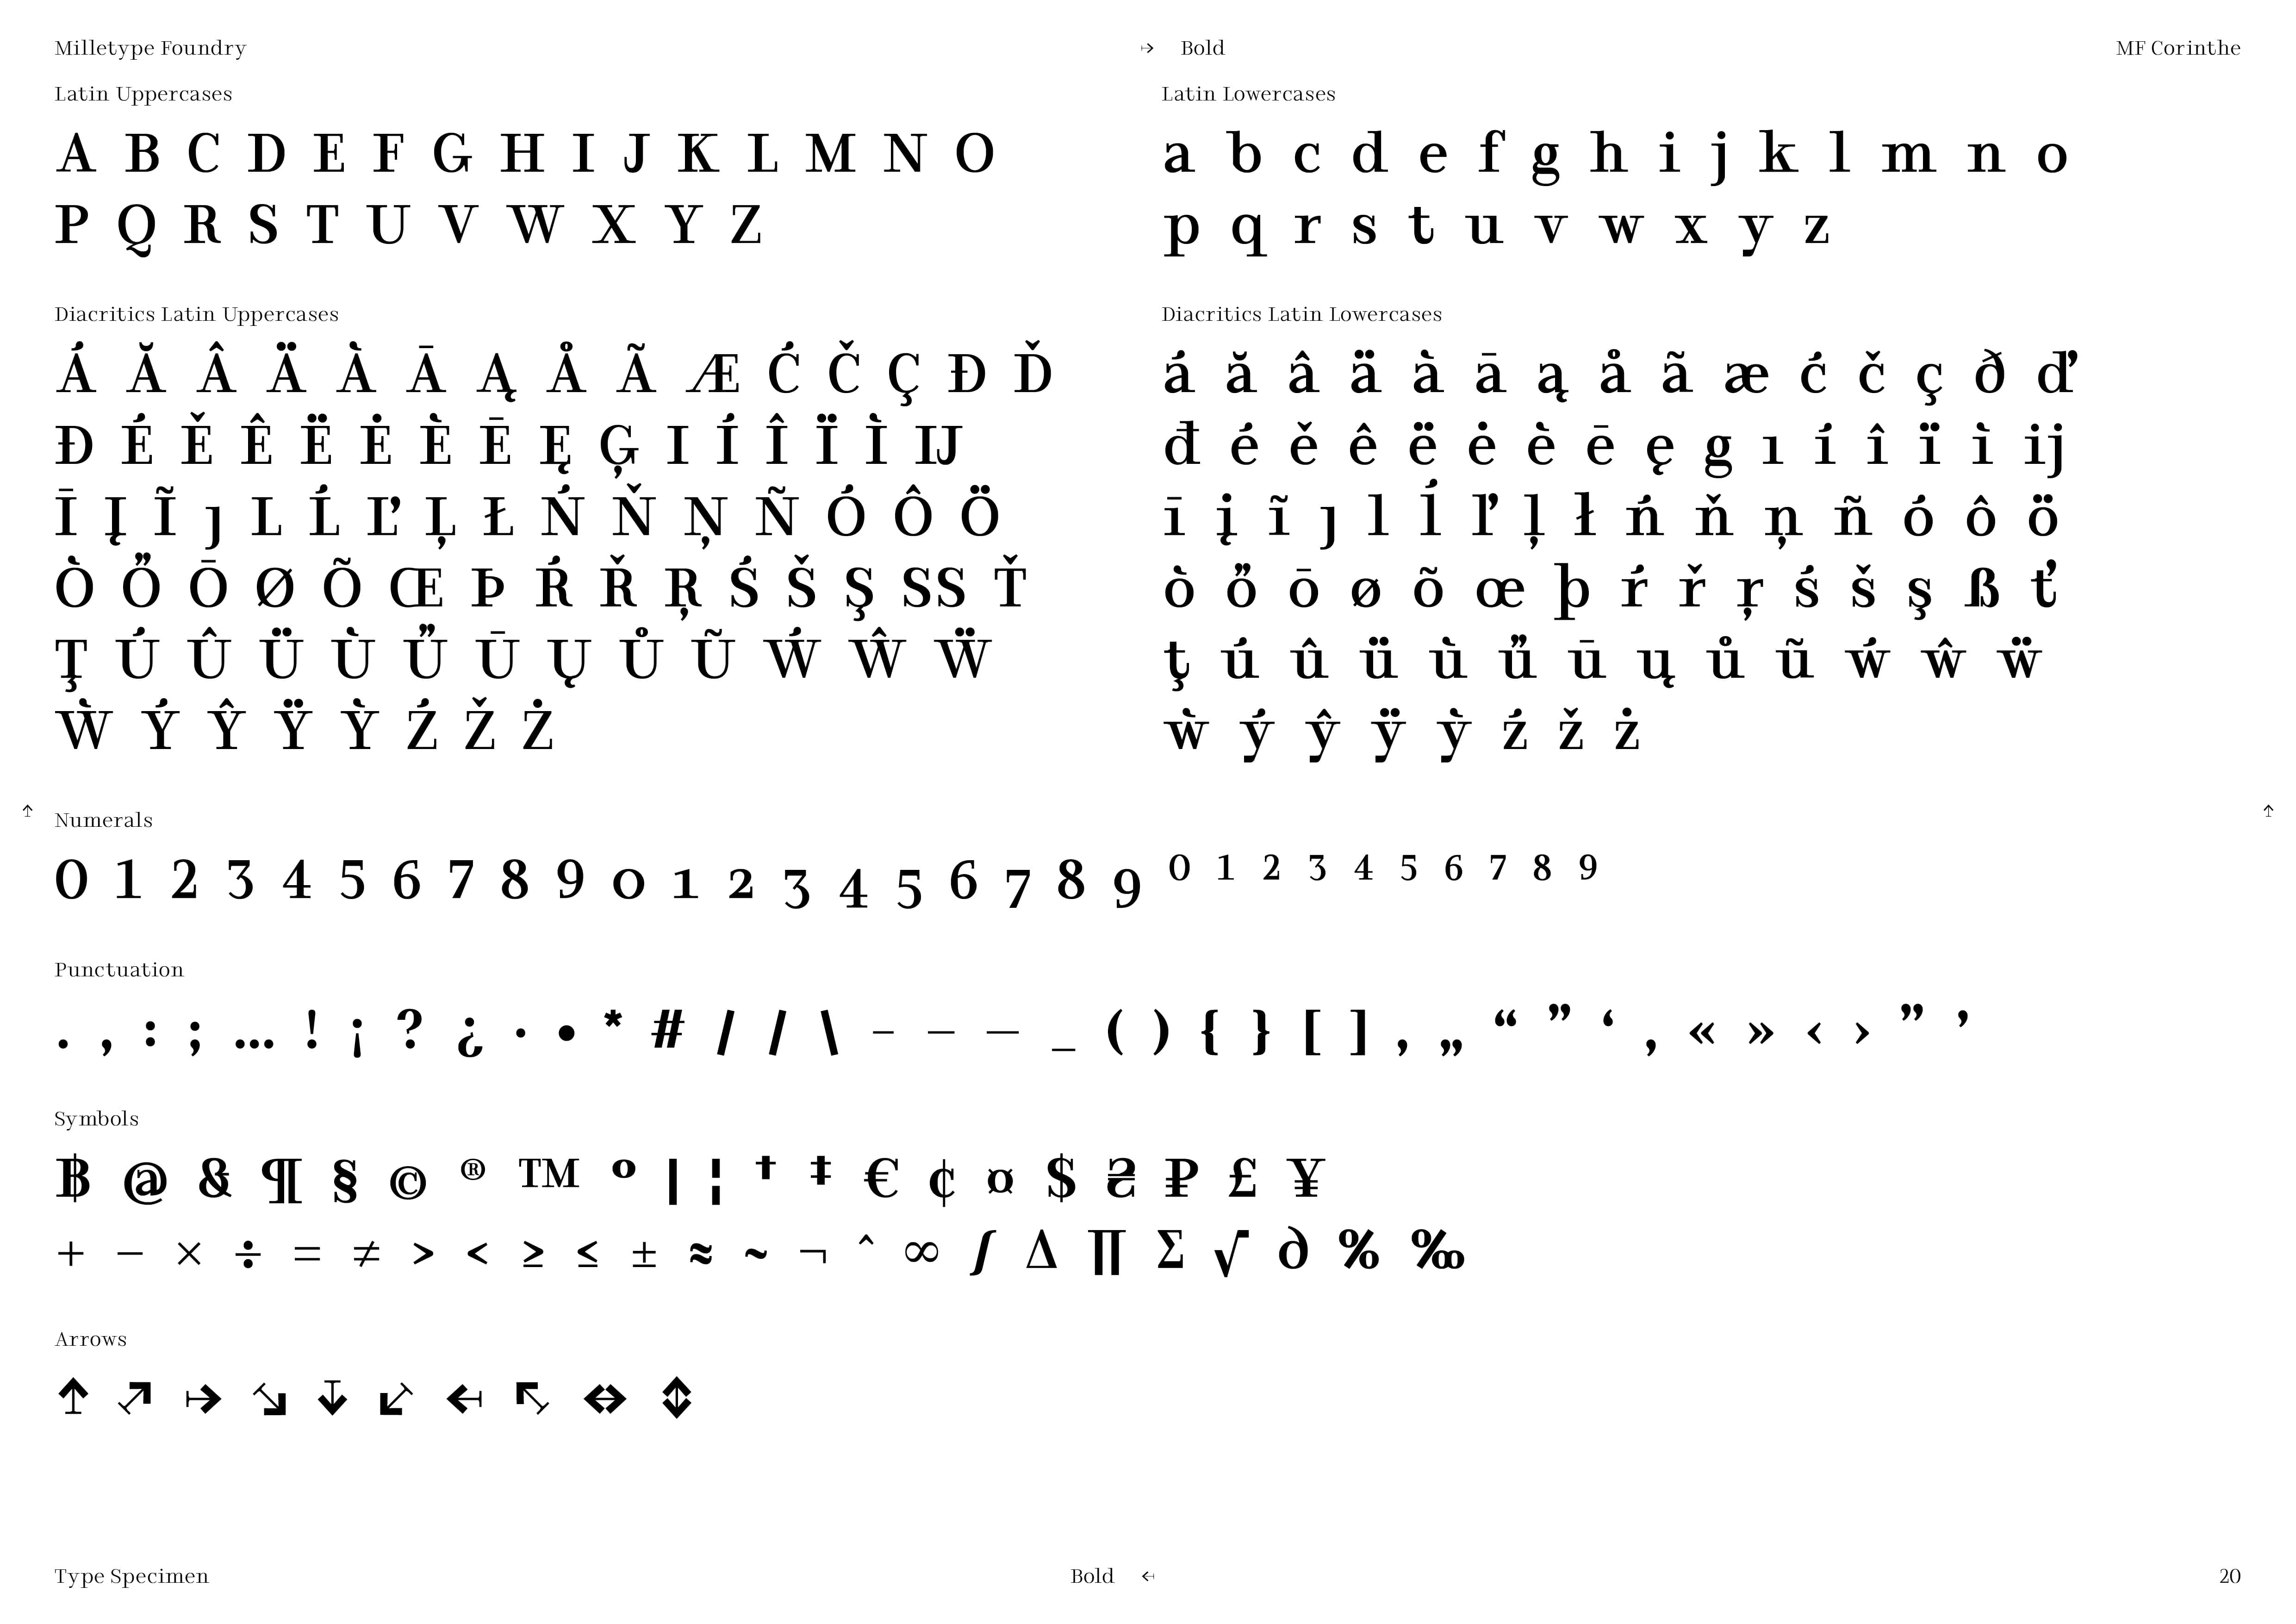 Milletype Foundry
↦ Bold
MF Corinthe
Latin Uppercases
A B C D E F G H I J K L M N O
P Q R S T U V W X Y Z
Latin Lowercases
a b c d e f g h i j k l m n o
p q r s t u v w x y z
Diacritics Latin Uppercases
Á Ă Â Ä À Ā Ą Å Ã Æ Ć Č Ç Ð Ď
Đ É Ě Ê Ë Ė È Ē Ę Ģ I Í Î Ï Ì IJ
Ī Į Ĩ ȷ L Ĺ Ľ Ļ Ł Ń Ň Ņ Ñ Ó Ô Ö
Ò Ő Ō Ø Õ Œ Þ Ŕ Ř Ŗ Ś Š Ş SS Ť
Ţ Ú Û Ü Ù Ű Ū Ų Ů Ũ Ẃ Ŵ Ẅ
Ẁ Ý Ŷ Ÿ Ỳ Ź Ž Ż
Diacritics Latin Lowercases
á ă â ä à ā ą å ã æ ć č ç ð ď
đ é ě ê ë ė è ē ę g ı í î ï ì ij
ī į ĩ ȷ l ĺ ľ ļ ł ń ň ņ ñ ó ô ö
ò ő ō ø õ œ þ ŕ ř ŗ ś š ş ß ť
ţ ú û ü ù ű ū ų ů ũ ẃ ŵ ẅ
ẁ ý ŷ ÿ ỳ ź ž ż
↑ Numerals ↑
0 1 2 3 4 5 6 7 8 9 0 1 2 3 4 5 6 7 8 9 ⁰ ¹ ² ³ ⁴ ⁵ ⁶ ⁷ ⁸ ⁹
Punctuation
. , : ; … ! ¡ ? ¿ · • * # / / \ - – — _ ( ) { } [ ] ‚ „ “ ” ‘ , « » ‹ › ” ’
Symbols
฿ @ & ¶ § © ® ™ º | ¦ † ‡ € ¢ ¤ $ ₴ ₽ £ ¥
+ − × ÷ = ≠ > < ≥ ≤ ± ≈ ~ ¬ ^ ∞ ∫ ∆ ∏ Σ √ ∂ % ‰
Arrows
↑ ↗ ↦ ↘ ↓ ↙ ↤ ↖ ↔ ↕
Type Specimen
Bold ↤
20